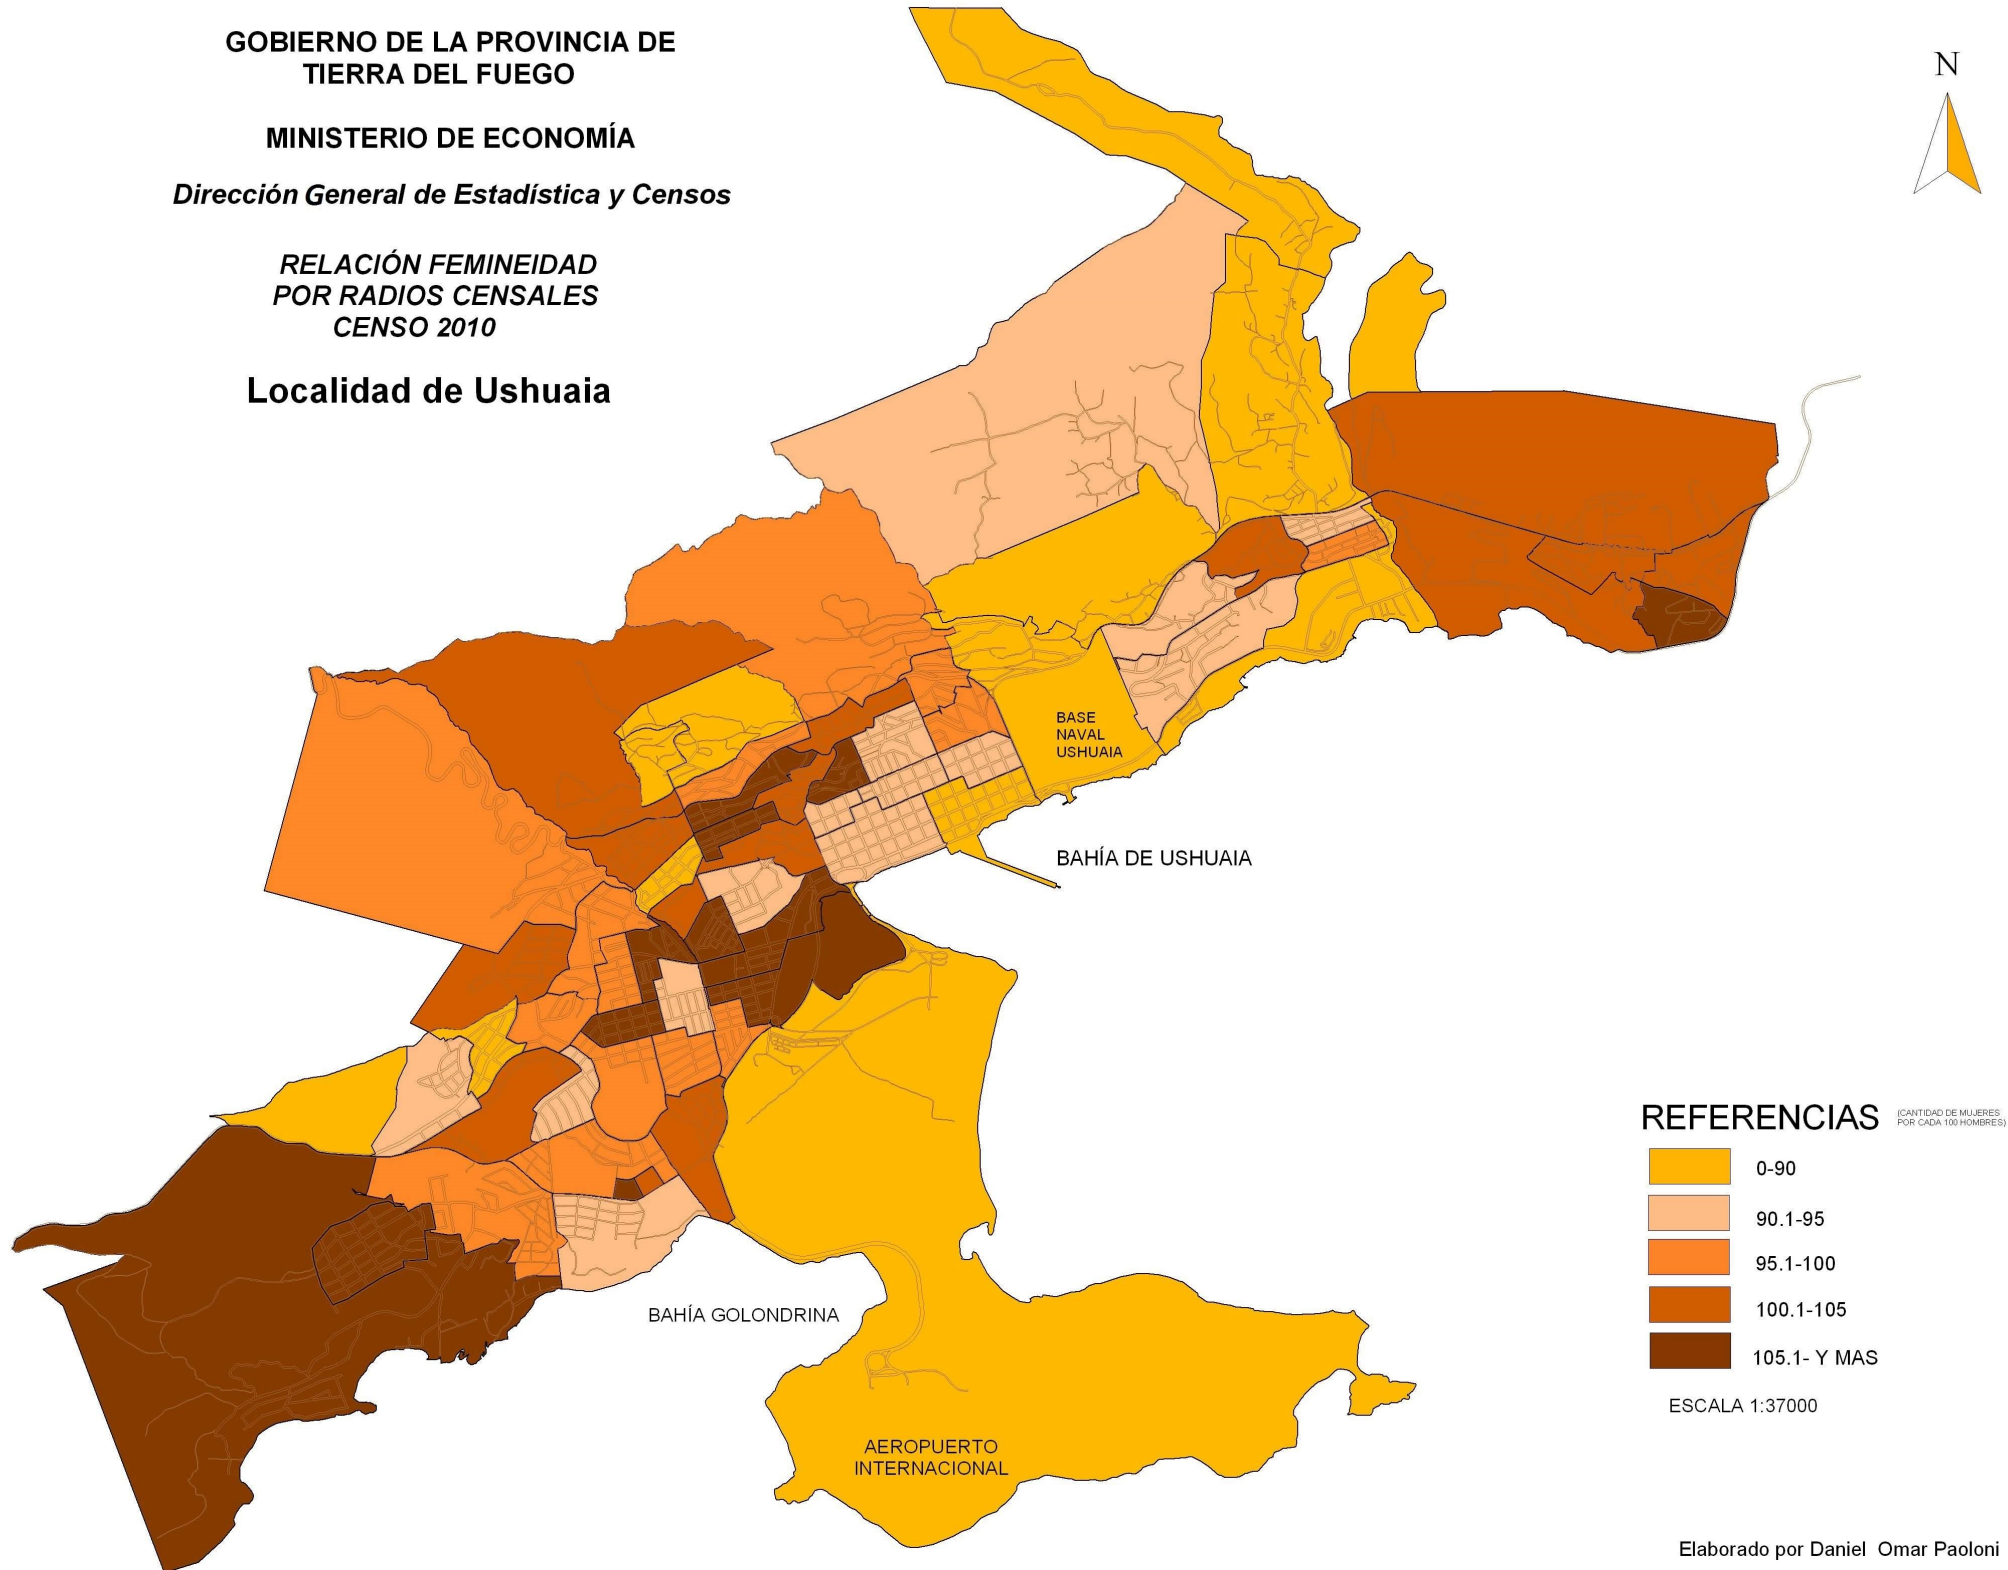 GOBIERNO DE LA PROVINCIA DE
TIERRA DEL FUEGO
MINISTERIO DE ECONOMÍA
Dirección General de Estadística y Censos
RELACIÓN FEMINEIDAD
POR RADIOS CENSALES
CENSO 2010
Localidad de Ushuaia
N
BASE
NAVAL
USHUAIA
BAHÍA DE USHUAIA
BAHÍA GOLONDRINA
AEROPUERTO
INTERNACIONAL
REFERENCIAS
(CANTIDAD DE MUJERES
POR CADA 100 HOMBRES)
0-90
90.1-95
95.1-100
100.1-105
105.1- Y MAS
ESCALA 1:37000
Elaborado por Daniel Omar Paoloni